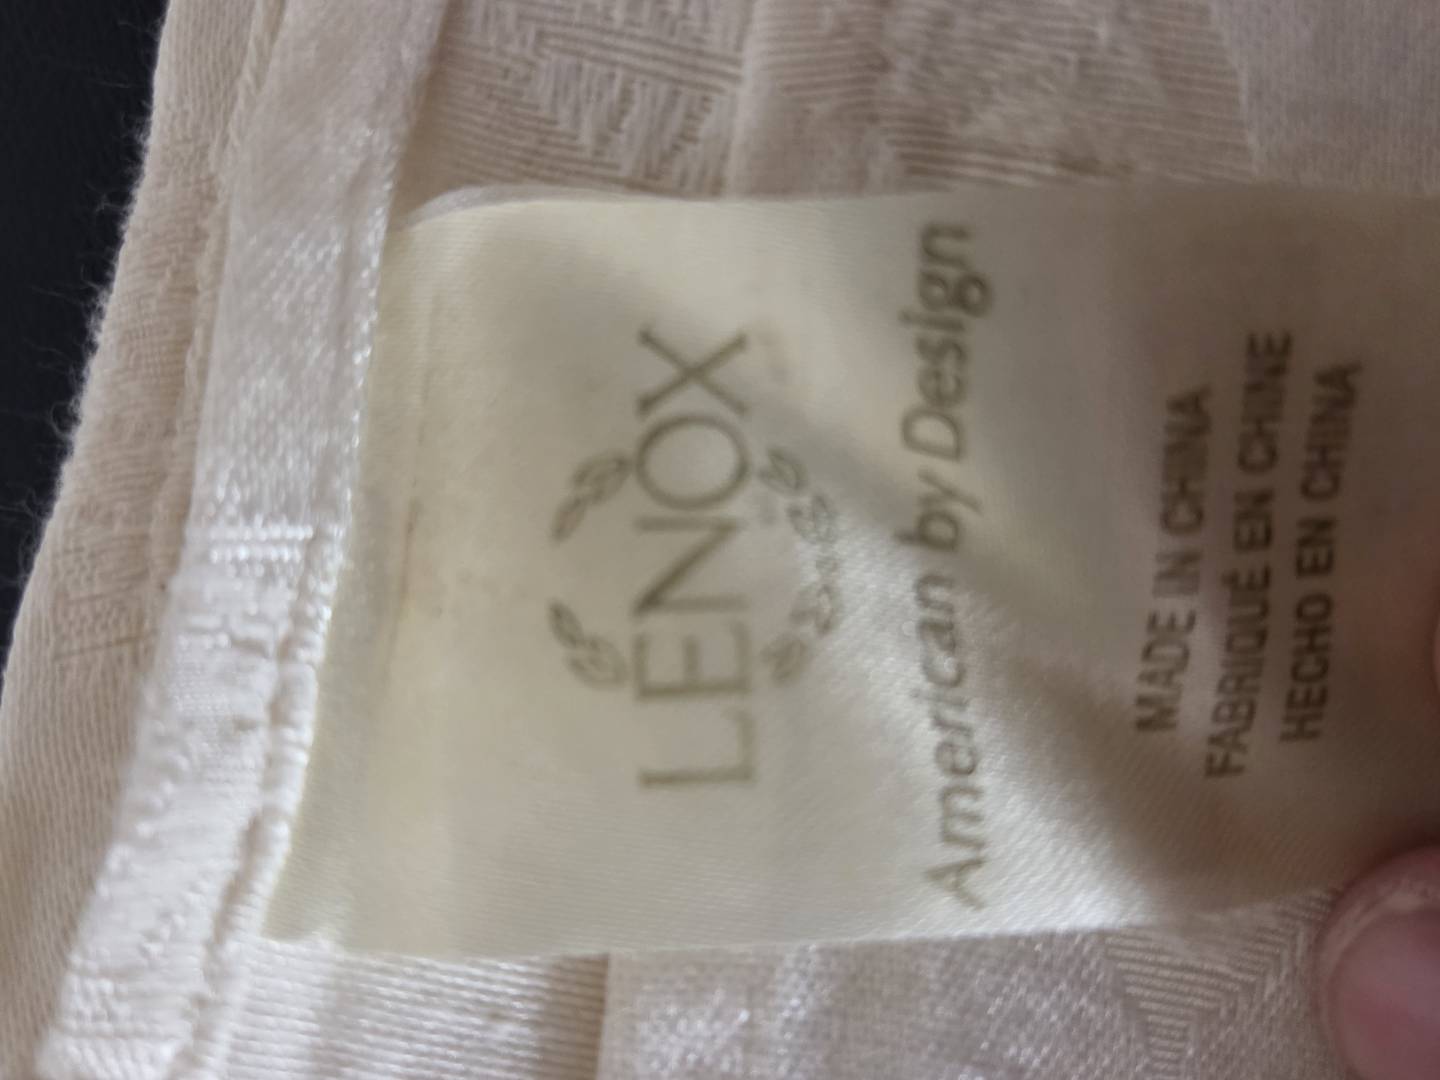 LENOX
American by Design
MADE IN CHINA
FABRIQUÉ EN CHINE
HECHO EN CHINA